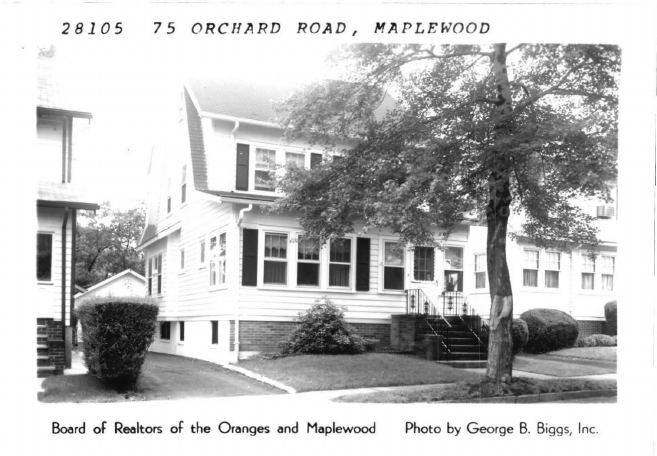 28105 75 ORCHARD ROAD, MAPLEWOOD
Board of Realtors of the Oranges and Maplewood Photo by George B. Biggs, Inc.